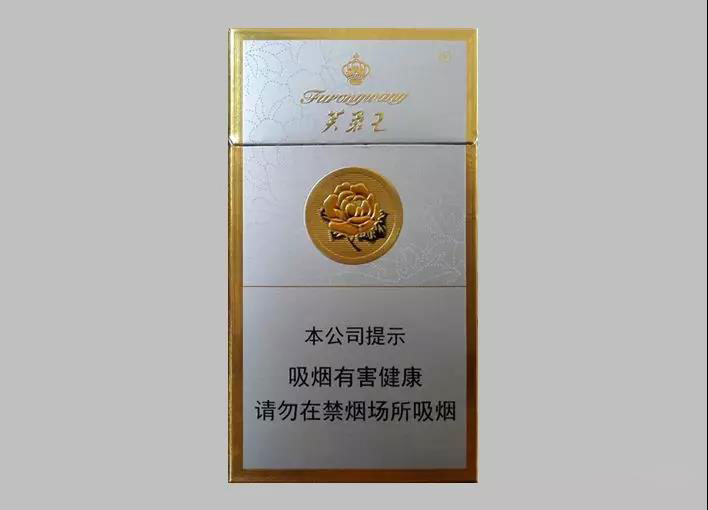 Furongwang
芙蓉王
本公司提示
吸烟有害健康
请勿在禁烟场所吸烟